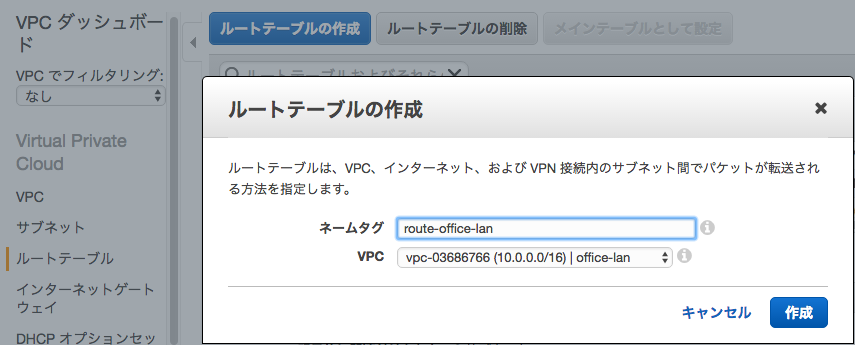 VPC ダッシュボー
ド
VPC でフィルタリング:
なし
Virtual Private
Cloud
VPC
サブネット
ルートテーブル
インターネットゲート
ウェイ
DHCP オプションセッ
ルートテーブルの作成
ルートテーブルの削除
メインテーブルとして設定
ルートテーブルおよびそれら
ルートテーブルの作成
ルートテーブルは、VPC、インターネット、および VPN 接続内のサブネット間でパケットが転送され
る方法を指定します。
ネームタグ
route-office-lan
VPC
vpc-03686766 (10.0.0.0/16) | office-lan
キャンセル
作成